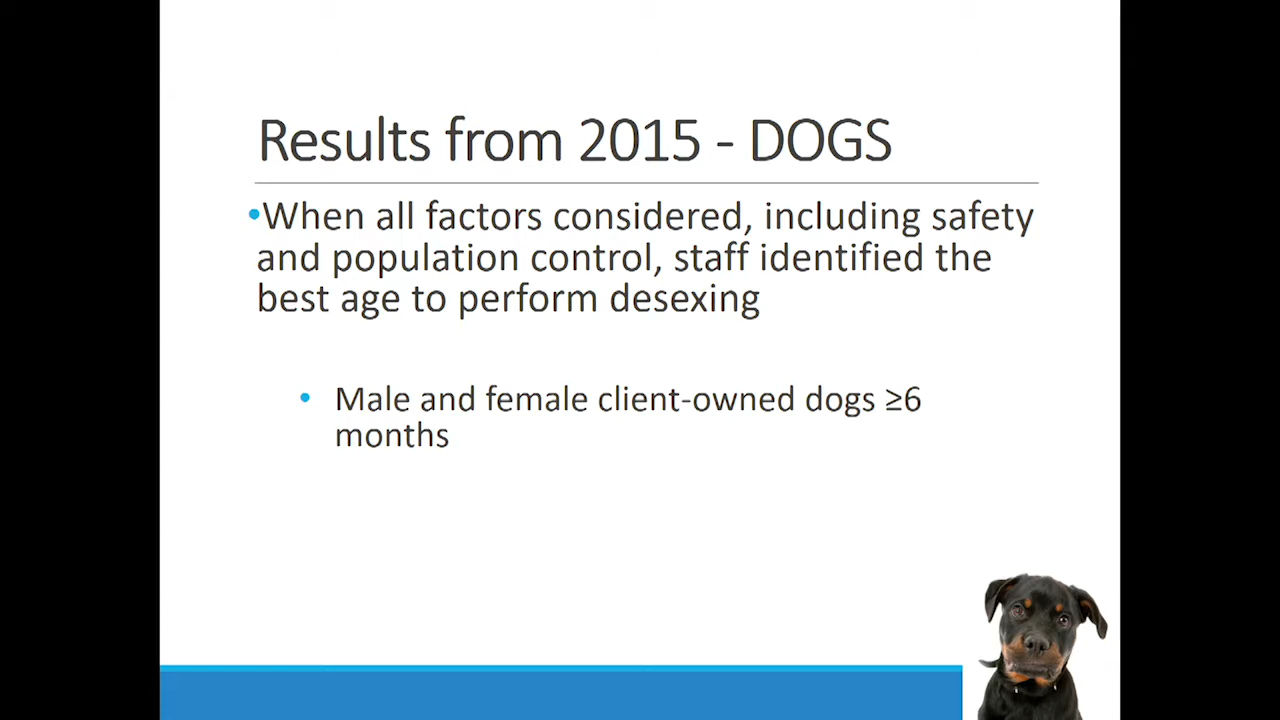 Results from 2015 - DOGS
•When all factors considered, including safety
and population control, staff identified the
best age to perform desexing
• Male and female client-owned dogs ≥6
months